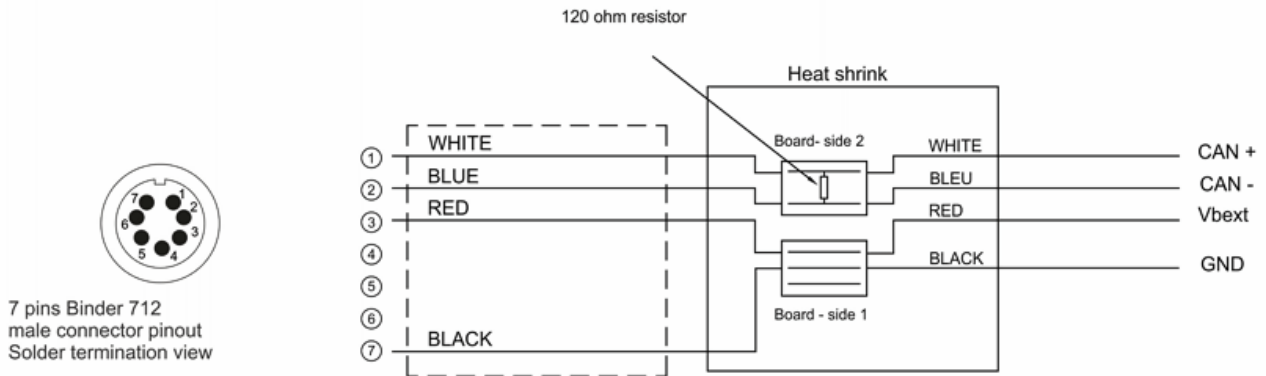 120 ohm resistor
Heat shrink
Board- side 2
1 WHITE WHITE CAN +
2 BLUE BLEU CAN -
3 RED RED Vbext
4
BLACK GND
5
6
Board - side 1
7 BLACK
7 1
6 2
5 3
4
7 pins Binder 712
male connector pinout
Solder termination view